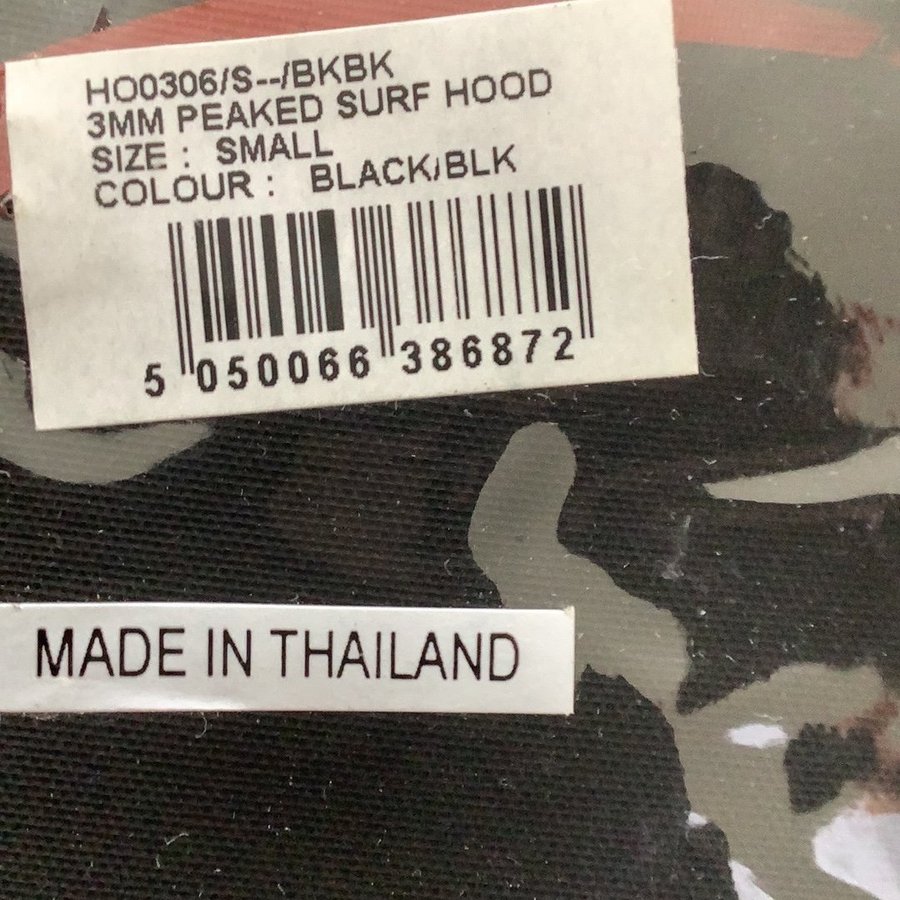 HO0306/S--/BKBK
3MM PEAKED SURF HOOD
SIZE : SMALL
COLOUR : BLACK/BLK
5 050066 386872
MADE IN THAILAND